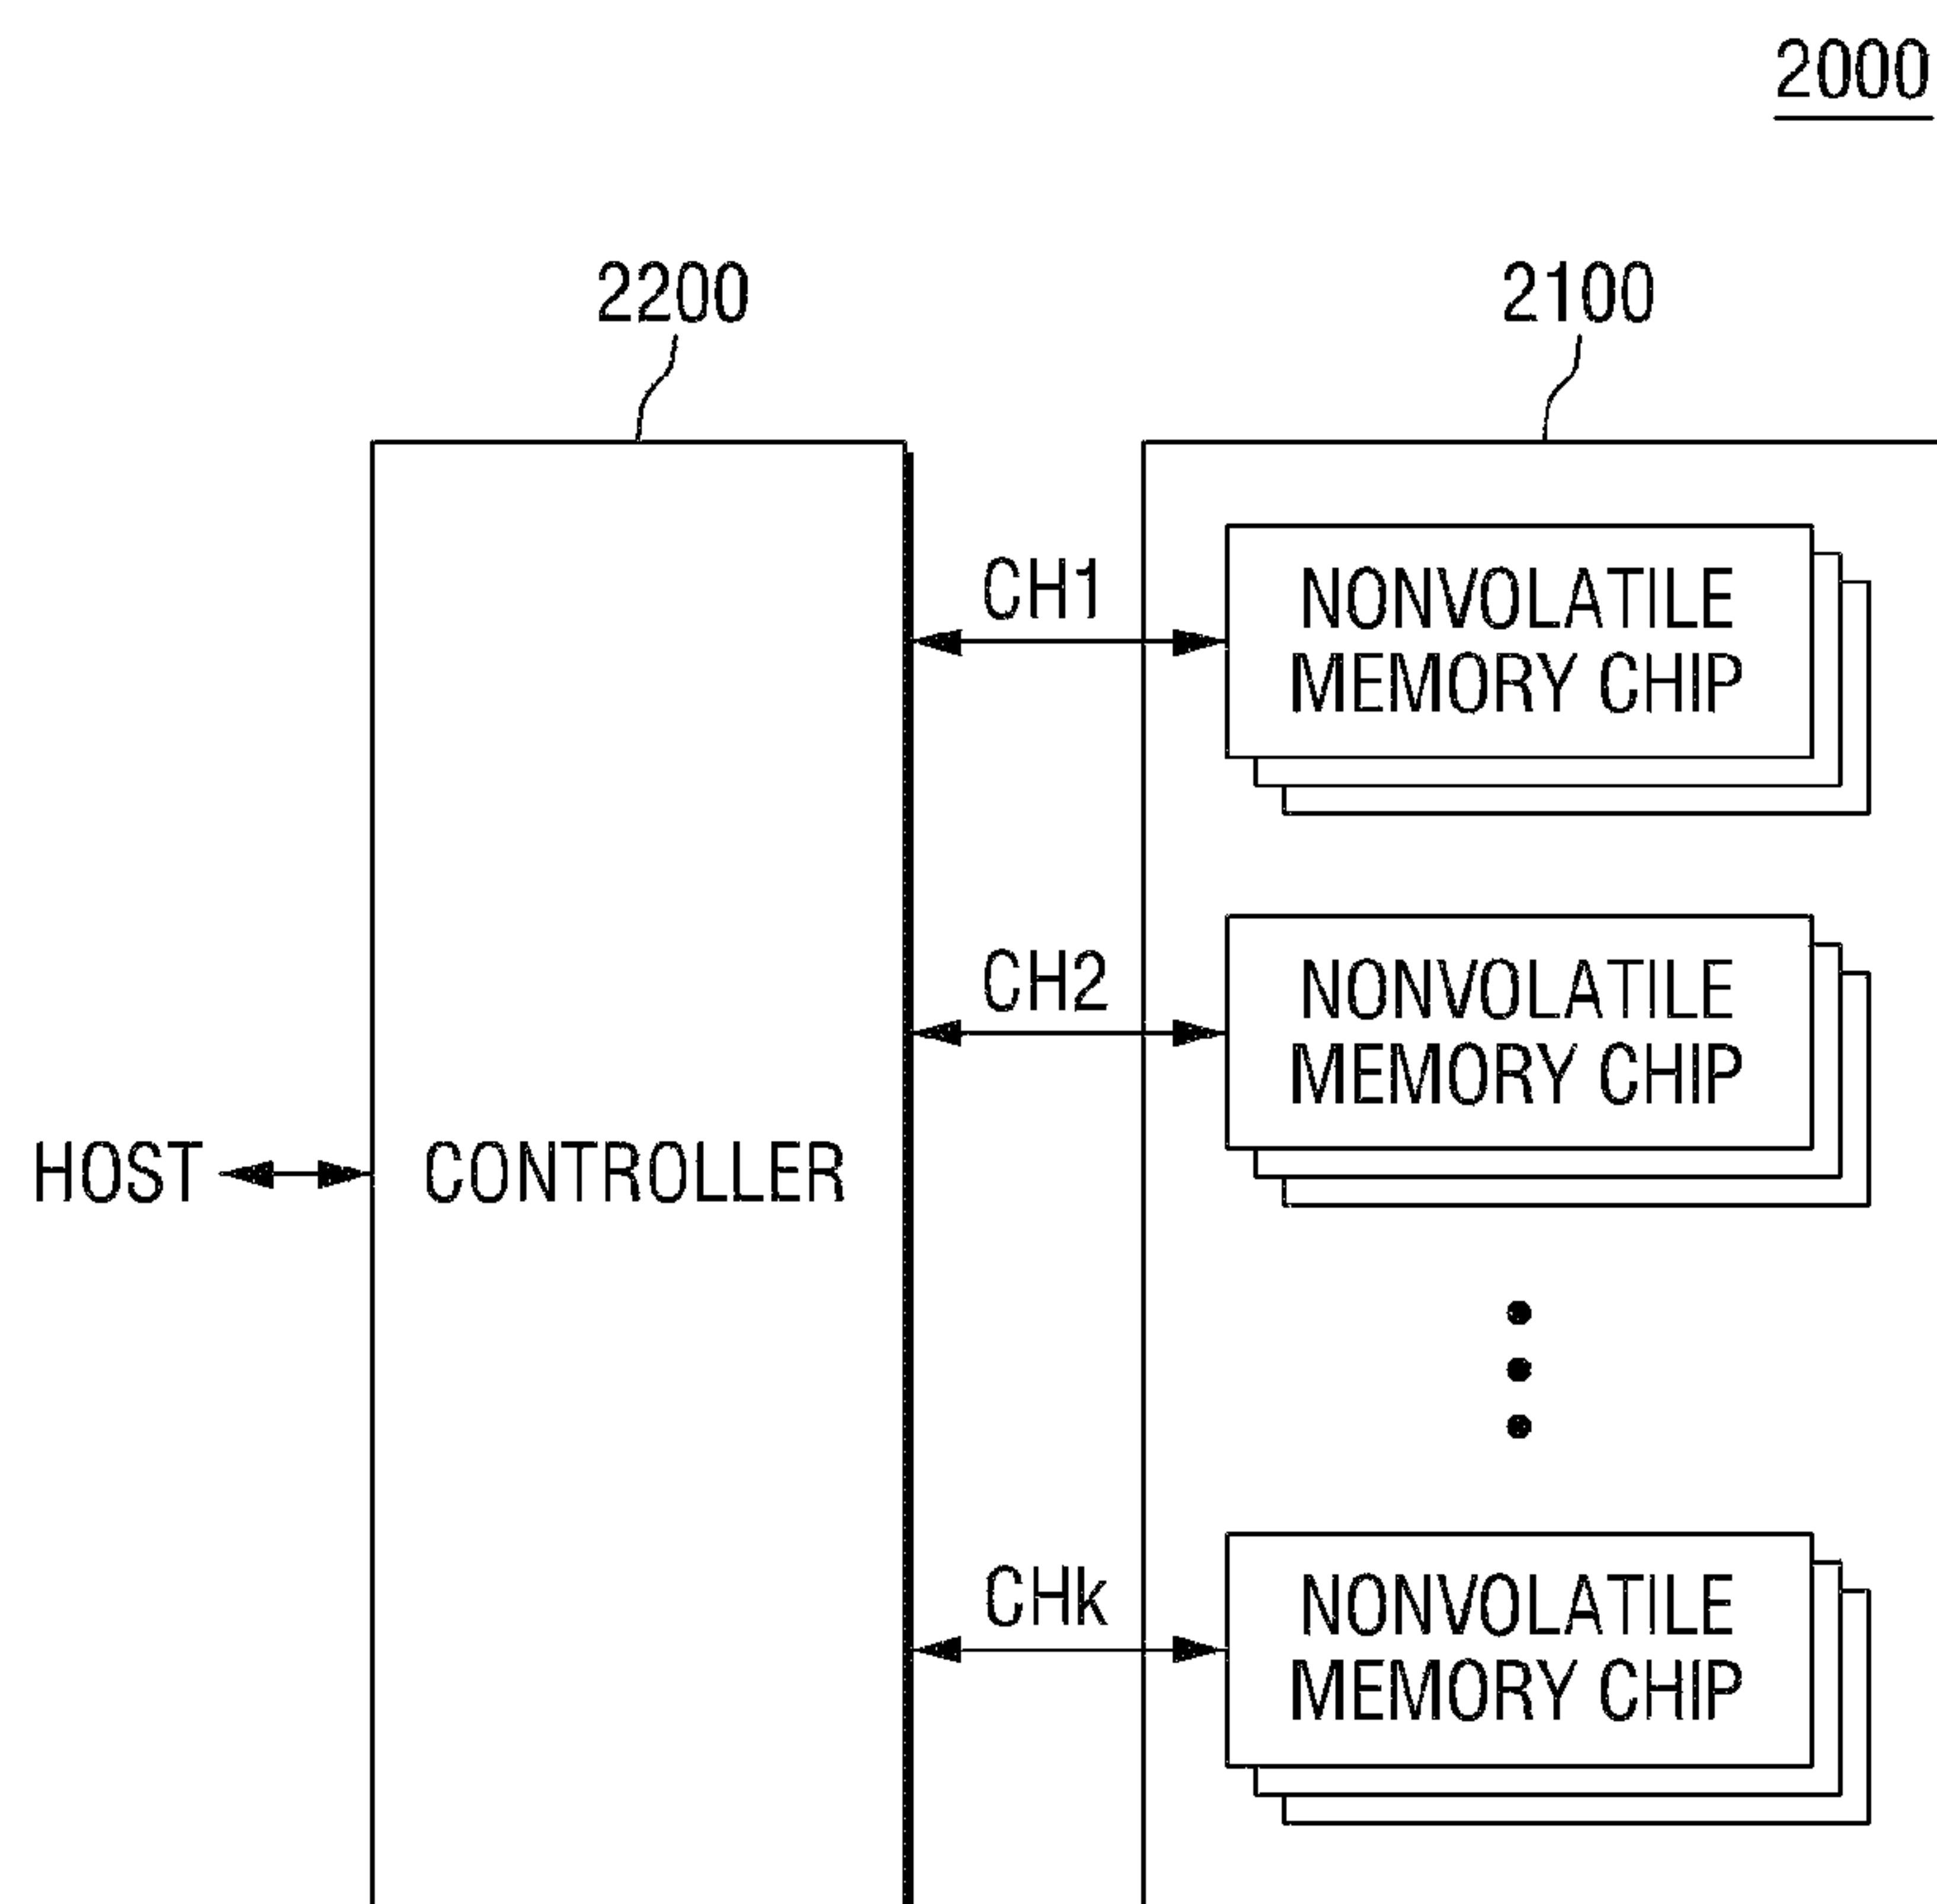 2000
2200
2100
CH1
NONVOLATILE
MEMORY CHIP
CH2
NONVOLATILE
MEMORY CHIP
HOST
CONTROLLER
CHk
NONVOLATILE
MEMORY CHIP